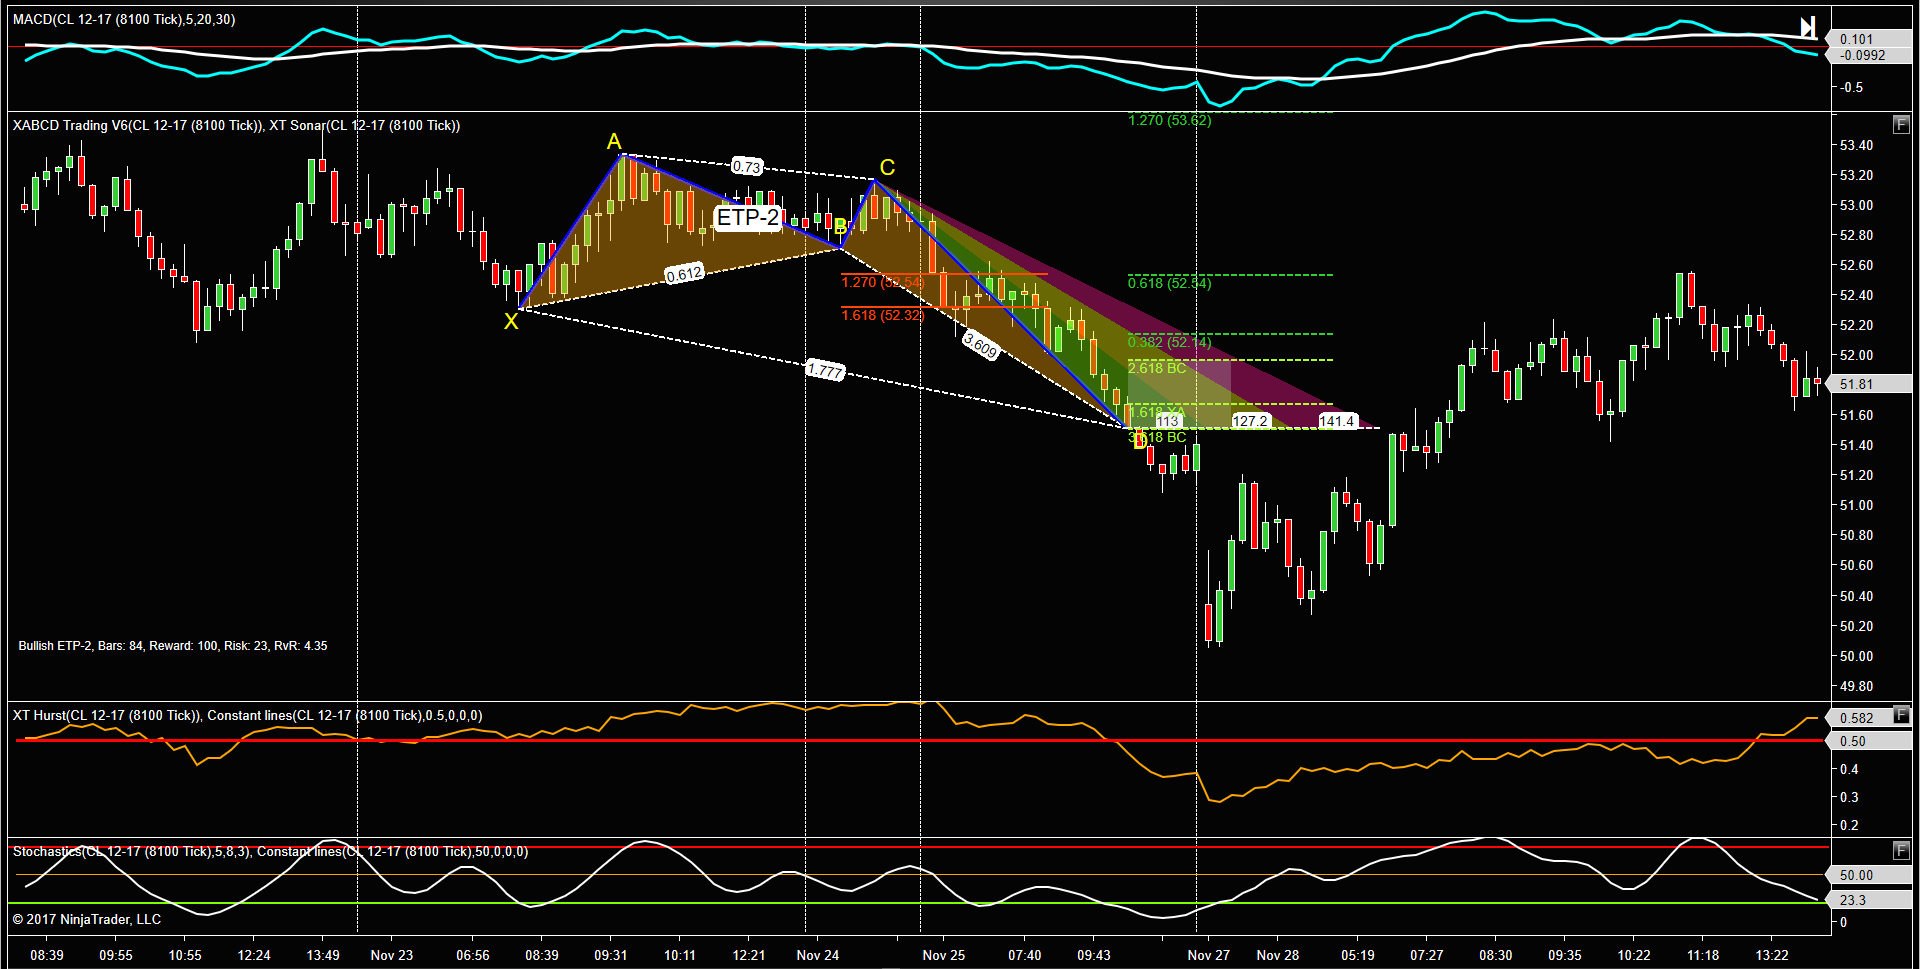 MACD(CL 12-17 (8100 Tick),5,20,30)
0.101
-0.0992
-0.5
XABCD Trading V6(CL 12-17 (8100 Tick)), XT Sonar(CL 12-17 (8100 Tick))
F
1.270 (53.62)
53.40
53.20
53.00
52.80
52.60
52.40
52.20
52.00
51.81
51.60
51.40
51.20
51.00
50.80
50.60
50.40
50.20
50.00
49.80
A
0.73
C
ETP-2
B
0.612
1.270 (52.54)
0.618 (52.54)
X
1.618 (52.32)
3.609
0.382 (52.14)
1.777
2.618 BC
1.618 XA
113
127.2
141.4
3.618 BC
D
Bullish ETP-2, Bars: 84, Reward: 100, Risk: 23, RvR: 4.35
XT Hurst(CL 12-17 (8100 Tick)), Constant lines(CL 12-17 (8100 Tick),0.5,0,0,0)
F
0.582
0.50
0.4
0.3
0.2
Stochastics(CL 12-17 (8100 Tick),5,8,3), Constant lines(CL 12-17 (8100 Tick),50,0,0,0)
F
50.00
23.3
0
© 2017 NinjaTrader, LLC
08:39 09:55 10:55 12:24 13:49 Nov 23 06:56 08:39 09:31 10:11 12:21 Nov 24 Nov 25 07:40 09:43 Nov 27 Nov 28 05:19 07:27 08:30 09:35 10:22 11:18 13:22